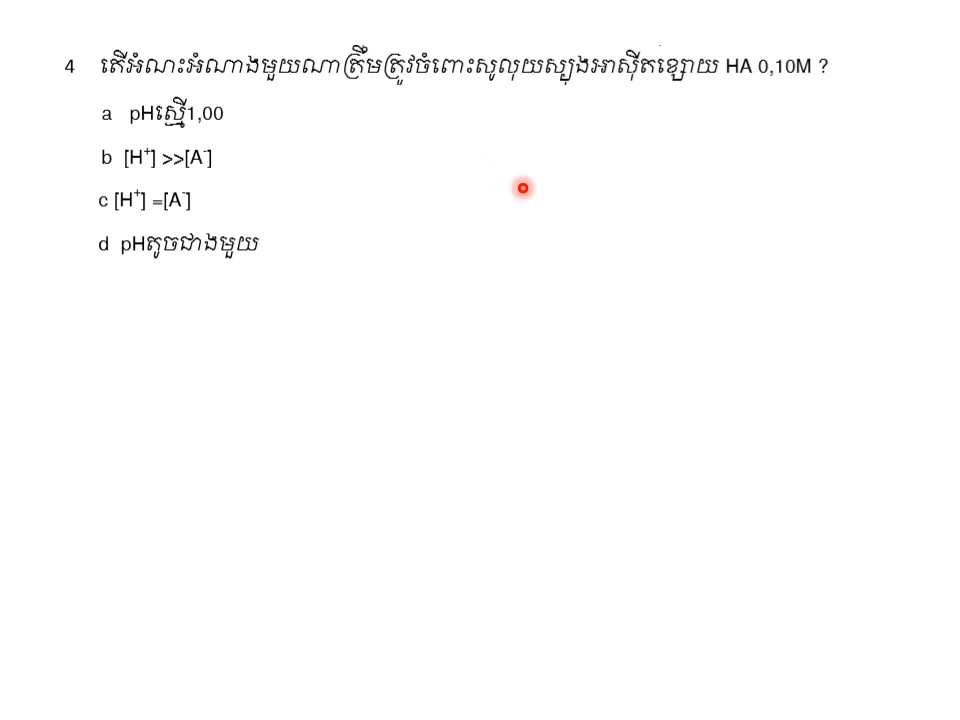 4 តើអំណះអំណាងមួយណាត្រឹមត្រូវចំពោះសូលុយស្យុងអាស៊ីតខ្សោយ HA 0,10M ?
a pHស្មើ1,00
b [H⁺] >>[A⁻]
c [H⁺] =[A⁻]
d pHតូចជាងមួយ